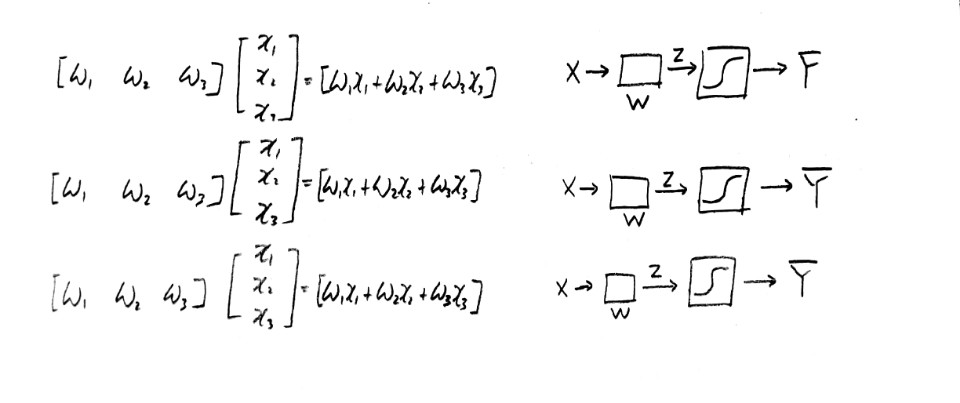 [ω₁ ω₂ ω₃] [x₁ x₂ x₃] = [ω₁x₁+ω₂x₂+ω₃x₃] X → W Z → → F
[ω₁ ω₂ ω₃] [x₁ x₂ x₃] = [ω₁x₁+ω₂x₂+ω₃x₃] X → W Z → → Y̅
[ω₁ ω₂ ω₃] [x₁ x₂ x₃] = [ω₁x₁+ω₂x₂+ω₃x₃] X → W Z → → Y̅